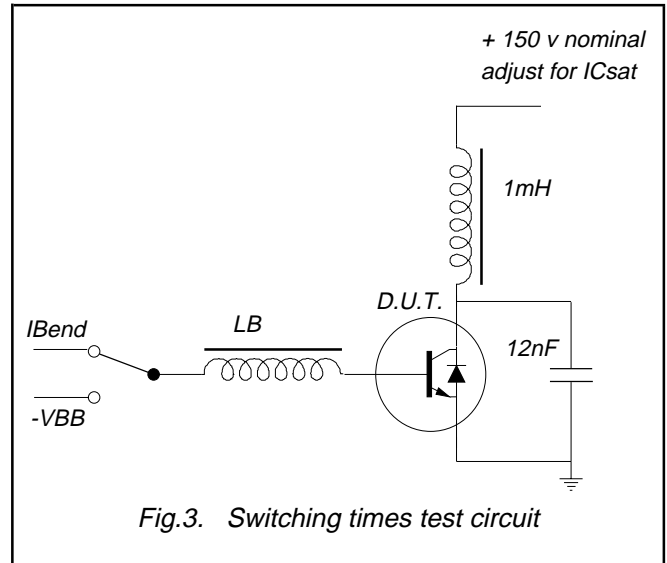 + 150 v nominal
adjust for ICsat
1mH
D.U.T.
IBend
LB
12nF
-VBB
Fig.3. Switching times test circuit